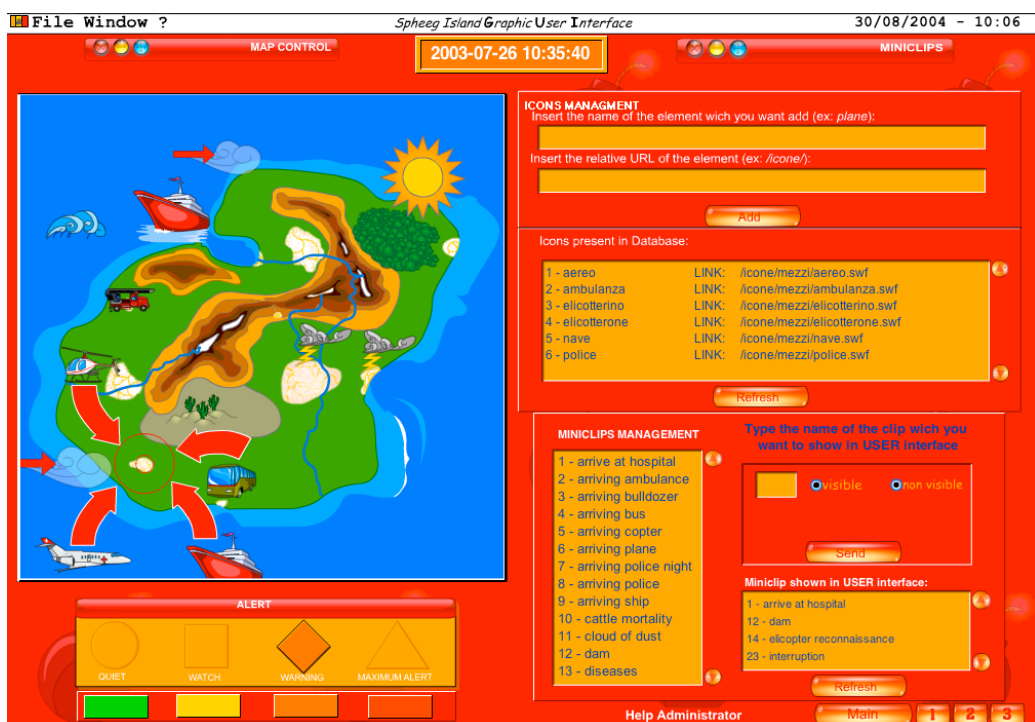 File Window ?
Spheeg Island Graphic User Interface
30/08/2004 - 10:06
MAP CONTROL
2003-07-26 10:35:40
MINICLIPS
ICONS MANAGMENT
Insert the name of the element wich you want add (ex: plane):
Insert the relative URL of the element (ex: /icone/):
Add
Icons present in Database:
1 - aereo LINK: /icone/mezzi/aereo.swf
2 - ambulanza LINK: /icone/mezzi/ambulanza.swf
3 - elicotterino LINK: /icone/mezzi/elicotterino.swf
4 - elicotterone LINK: /icone/mezzi/elicotterone.swf
5 - nave LINK: /icone/mezzi/nave.swf
6 - police LINK: /icone/mezzi/police.swf
Refresh
MINICLIPS MANAGEMENT
1 - arrive at hospital
2 - arriving ambulance
3 - arriving bulldozer
4 - arriving bus
5 - arriving copter
6 - arriving plane
7 - arriving police night
8 - arriving police
9 - arriving ship
10 - cattle mortality
11 - cloud of dust
12 - dam
13 - diseases
Type the name of the clip wich you
want to show in USER interface
visible
non visible
Send
Miniclip shown in USER interface:
1 - arrive at hospital
12 - dam
14 - elicopter reconnaissance
23 - interruption
Refresh
ALERT
QUIET
WATCH
WARNING
MAXIMUM ALERT
Help Administrator
Main
1
2
3